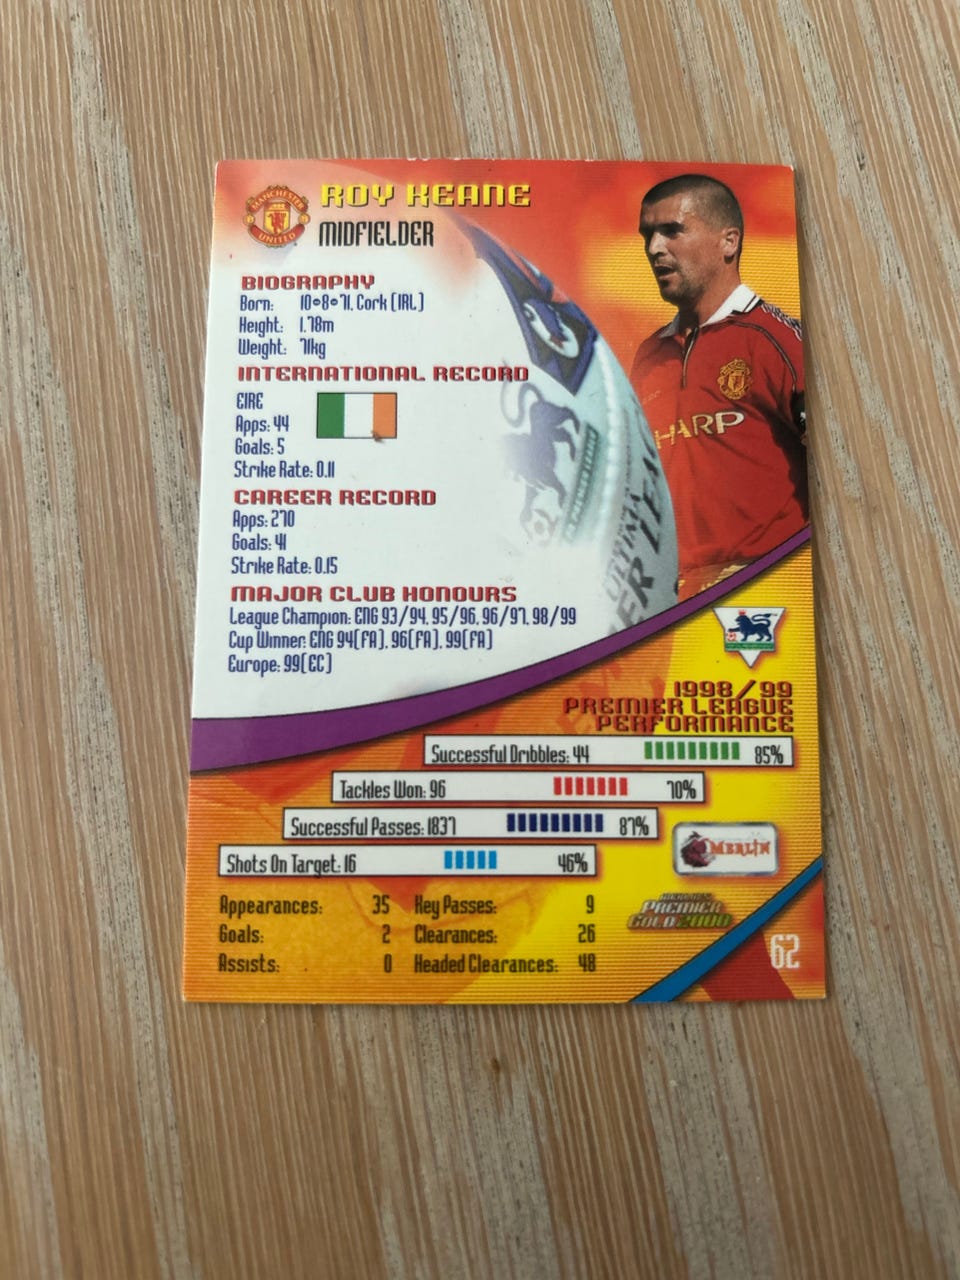 MANCHESTER
UNITED
ROY KEANE
MIDFIELDER
BIOGRAPHY
Born: 10•8•71, Cork (IRL)
Height: 1.78m
Weight: 71kg
INTERNATIONAL RECORD
EIRE
Apps: 44
Goals: 5
Strike Rate: 0.11
CAREER RECORD
Apps: 270
Goals: 41
Strike Rate: 0.15
MAJOR CLUB HONOURS
League Champion: ENG 93/94, 95/96, 96/97, 98/99
Cup Winner: ENG 94(FA), 96(FA), 99(FA)
Europe: 99(EC)
HARP
1998/99
PREMIER LEAGUE
PERFORMANCE
Successful Dribbles: 44 85%
Tackles Won: 96 70%
Successful Passes: 1837 87%
Shots On Target: 16 46%
MERLIN
Appearances: 35 Key Passes: 9
Goals: 2 Clearances: 26
Assists: 0 Headed Clearances: 48
PREMIER
GOLD 2000
62